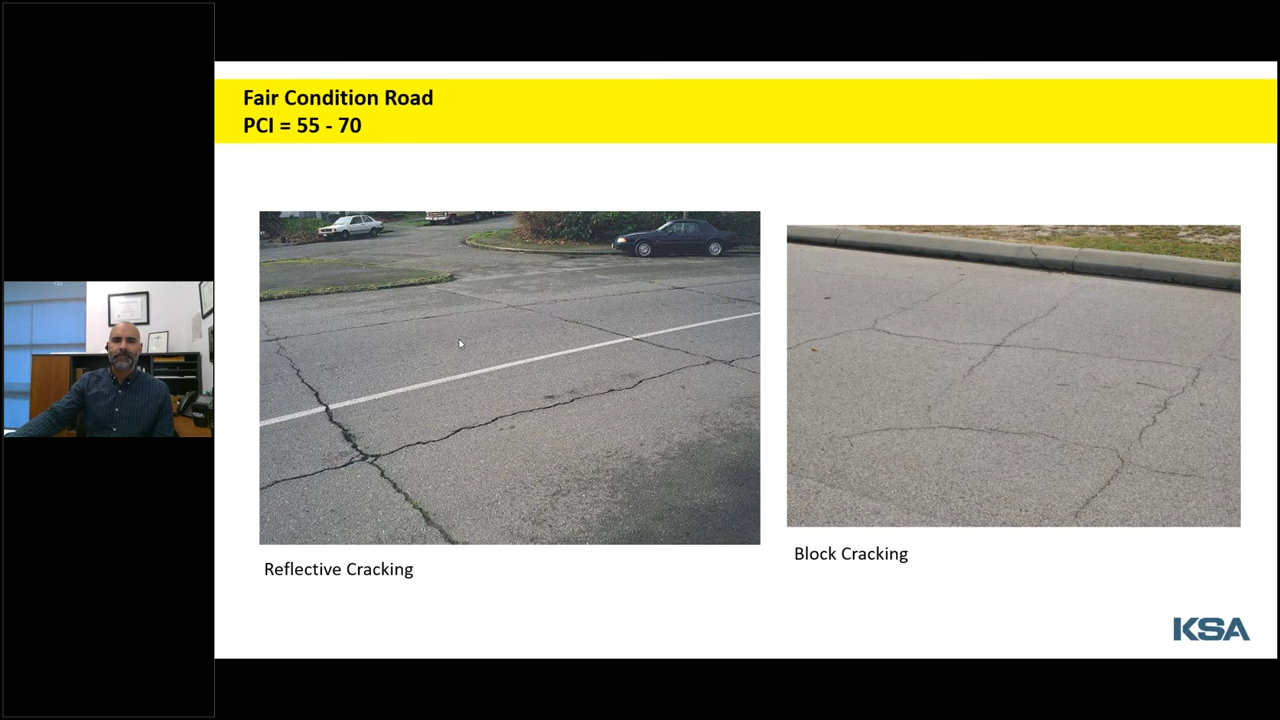 Fair Condition Road
PCI = 55 - 70
Reflective Cracking
Block Cracking
KSA